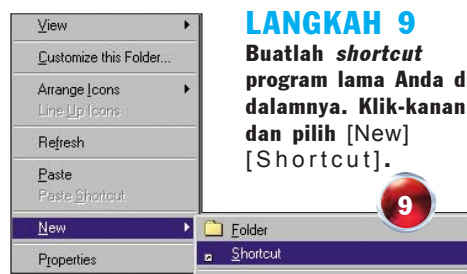 View
Customize this Folder...
Arrange Icons
Line Up Icons
Refresh
Paste
Paste Shortcut
New
Properties
Folder
Shortcut
LANGKAH 9
Buatlah shortcut
program lama Anda d
dalamnya. Klik-kanan
dan pilih [New]
[Shortcut].
9